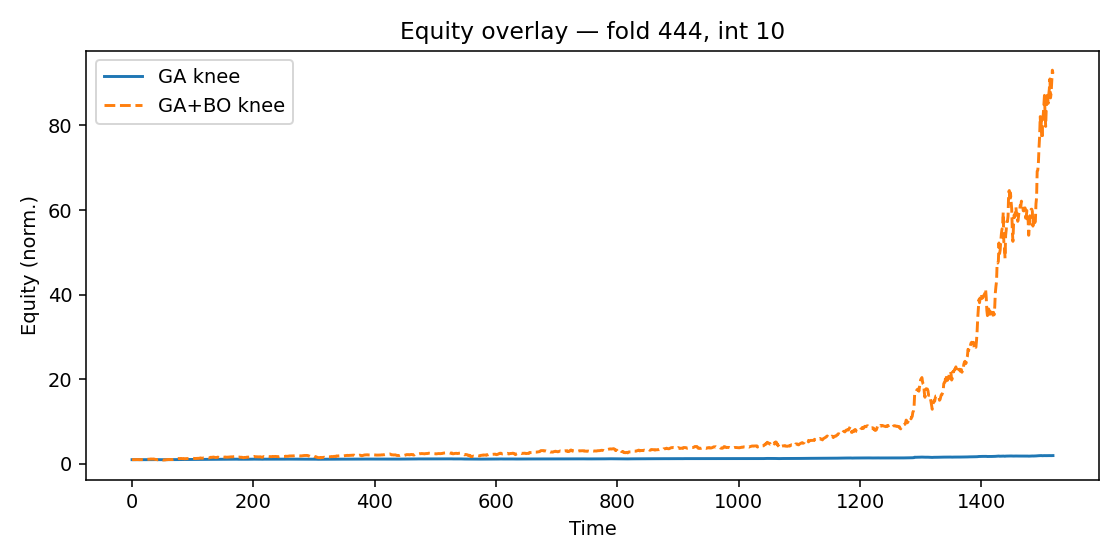 Equity overlay — fold 444, int 10
GA knee
GA+BO knee
Equity (norm.)
80
60
40
20
0
0 200 400 600 800 1000 1200 1400
Time